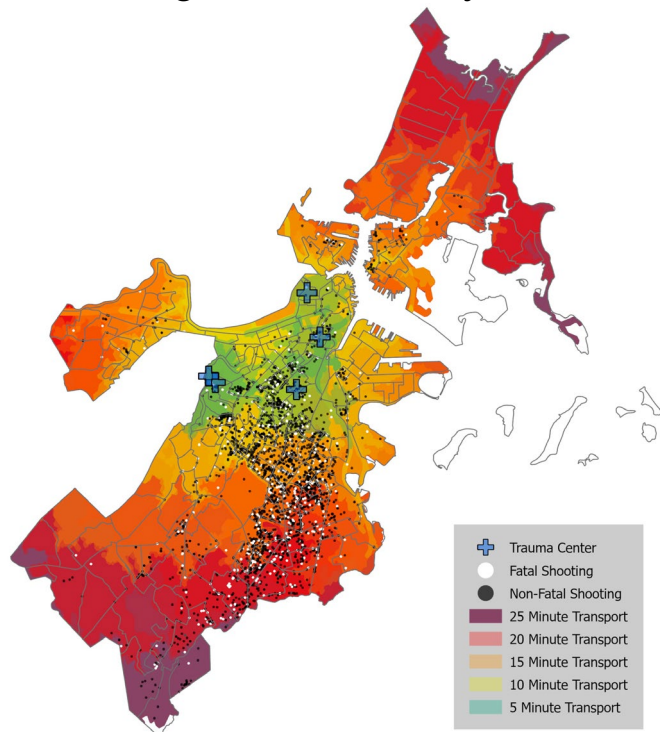 Trauma Center
Fatal Shooting
Non-Fatal Shooting
25 Minute Transport
20 Minute Transport
15 Minute Transport
10 Minute Transport
5 Minute Transport